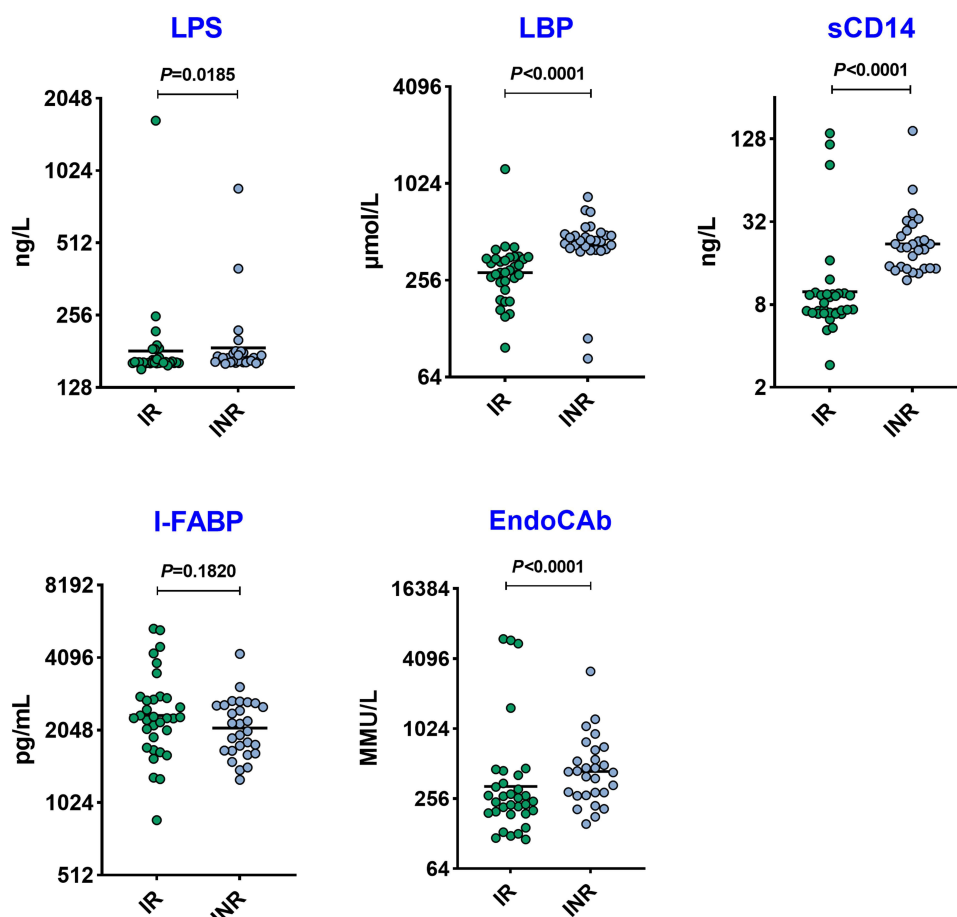 LPS
P=0.0185
2048
1024
512
256
128
ng/L
IR
INR
LBP
P<0.0001
4096
1024
256
64
µmol/L
IR
INR
sCD14
P<0.0001
128
32
8
2
ng/L
IR
INR
I-FABP
P=0.1820
8192
4096
2048
1024
512
pg/mL
IR
INR
EndoCAb
P<0.0001
16384
4096
1024
256
64
MMU/L
IR
INR